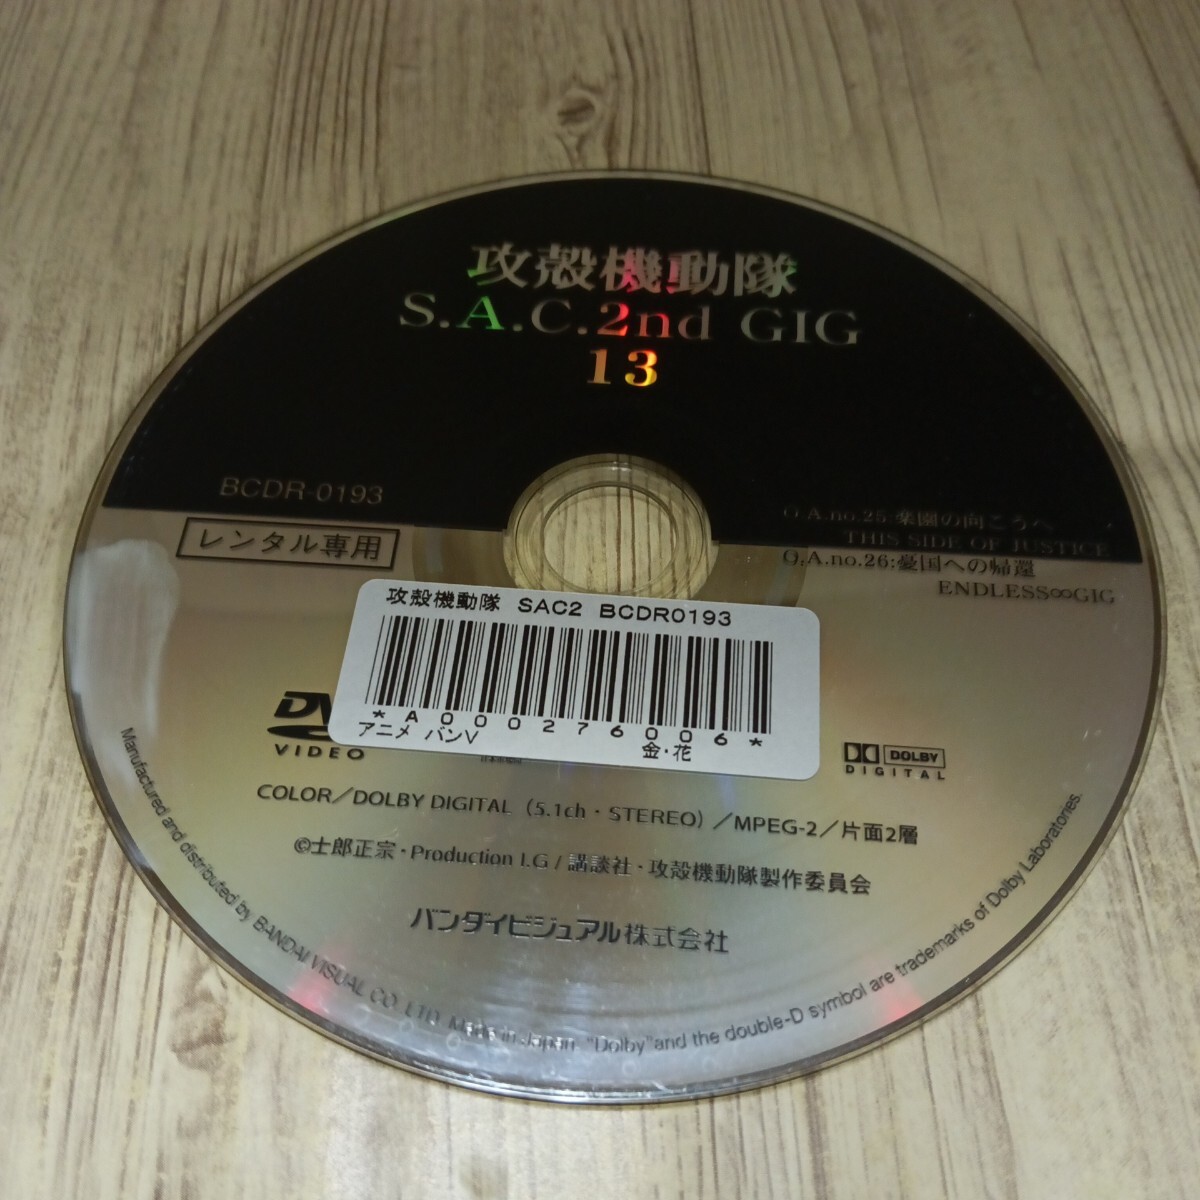 攻殻機動隊
S.A.C.2nd GIG
13
BCDR-0193
レンタル専用
G.A.no.25:楽園の向こうへ
THIS SIDE OF JUSTICE
G.A.no.26:憂国への帰還
ENDLESS∞GIG
攻殻機動隊 SAC2 BCDR0193
*A000276006*
アニメ バンV 金・花
VIDEO
DOLBY
DIGITAL
COLOR/DOLBY DIGITAL (5.1ch・STEREO)/MPEG-2/片面2層
©士郎正宗・Production I.G/講談社・攻殻機動隊製作委員会
バンダイビジュアル株式会社
Manufactured and distributed by BANDAI VISUAL CO., LTD. Made in Japan. "Dolby"and the double-D symbol are trademarks of Dolby Laboratories.